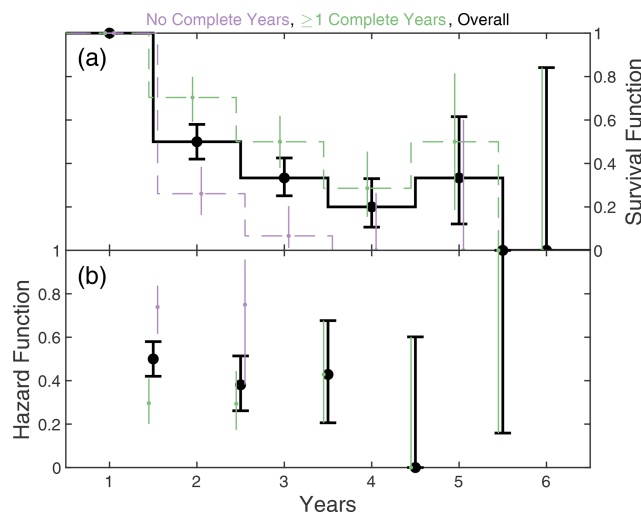 No Complete Years, ≥1 Complete Years, Overall
(a)
1
0.8
0.6
0.4
0.2
0
Survival Function
(b)
1
0.8
0.6
0.4
0.2
0
Hazard Function
1 2 3 4 5 6
Years